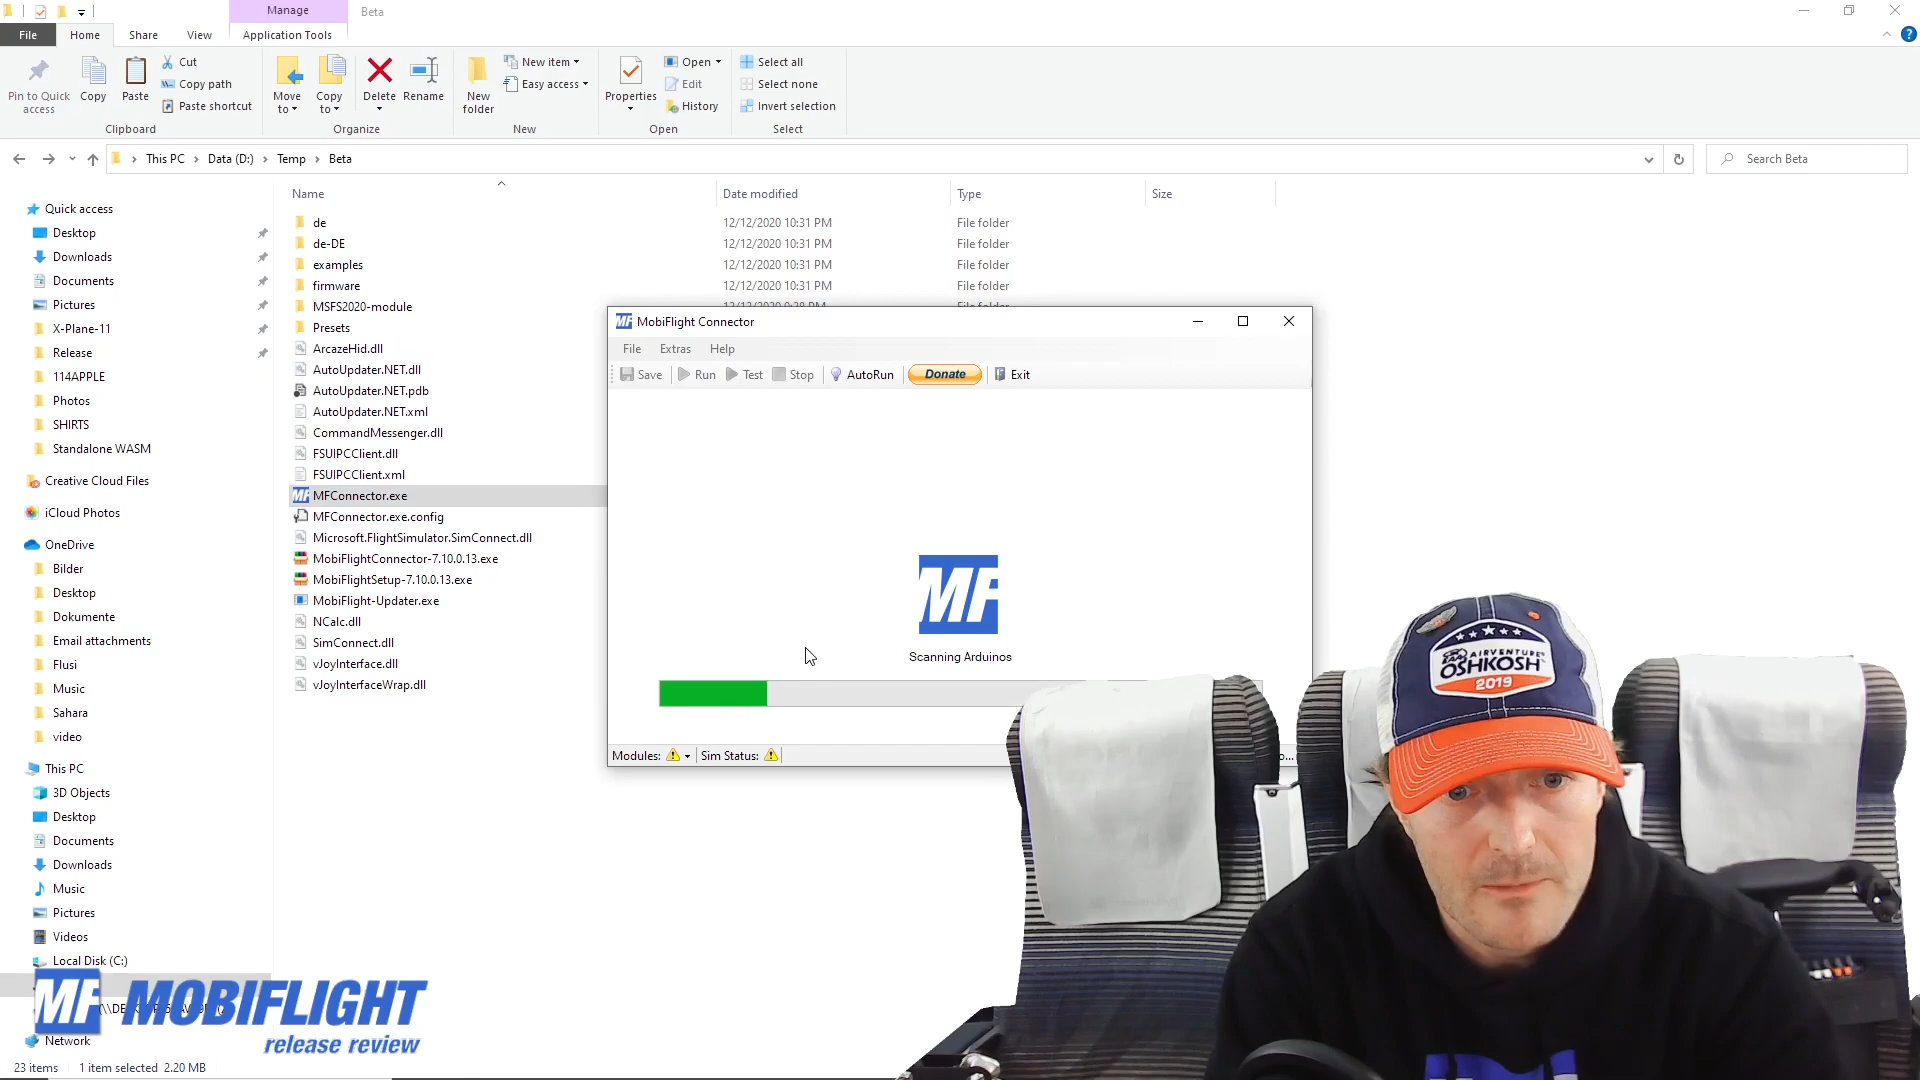 Manage
Beta
File
Home
Share
View
Application Tools
Pin to Quick access
Copy
Paste
Cut
Copy path
Paste shortcut
Clipboard
Move to
Copy to
Delete
Rename
Organize
New folder
New item
Easy access
New
Properties
Open
Edit
History
Open
Select all
Select none
Invert selection
Select
This PC
Data (D:)
Temp
Beta
Search Beta
Name
Date modified
Type
Size
Quick access
Desktop
Downloads
Documents
Pictures
X-Plane-11
Release
114APPLE
Photos
SHIRTS
Standalone WASM
Creative Cloud Files
iCloud Photos
OneDrive
Bilder
Desktop
Dokumente
Email attachments
Flusi
Music
Sahara
video
This PC
3D Objects
Desktop
Documents
Downloads
Music
Pictures
Videos
Local Disk (C:)
Network
de 12/12/2020 10:31 PM File folder
de-DE 12/12/2020 10:31 PM File folder
examples 12/12/2020 10:31 PM File folder
firmware 12/12/2020 10:31 PM File folder
MSFS2020-module
Presets
ArcazeHid.dll
AutoUpdater.NET.dll
AutoUpdater.NET.pdb
AutoUpdater.NET.xml
CommandMessenger.dll
FSUIPCClient.dll
FSUIPCClient.xml
MFConnector.exe
MFConnector.exe.config
Microsoft.FlightSimulator.SimConnect.dll
MobiFlightConnector-7.10.0.13.exe
MobiFlightSetup-7.10.0.13.exe
MobiFlight-Updater.exe
NCalc.dll
SimConnect.dll
vJoyInterface.dll
vJoyInterfaceWrap.dll
MF MobiFlight Connector
File Extras Help
Save Run Test Stop AutoRun Donate Exit
MF
Scanning Arduinos
Modules: Sim Status:
AIRVENTURE
OSHKOSH
2019
MF MOBIFLIGHT
release review
23 items 1 item selected 2.20 MB